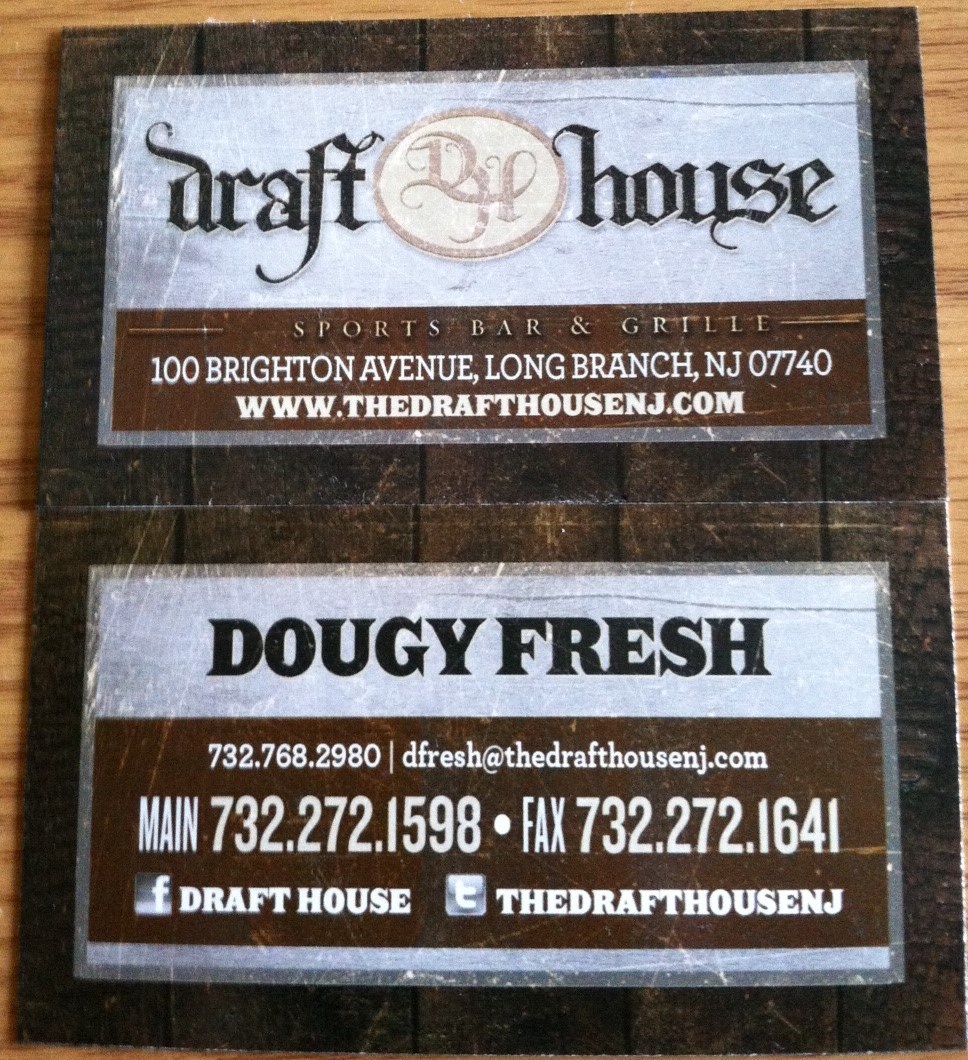 draft DH house
SPORTS BAR & GRILLE
100 BRIGHTON AVENUE, LONG BRANCH, NJ 07740
WWW.THEDRAFTHOUSENJ.COM
DOUGY FRESH
732.768.2980 | dfresh@thedrafthousenj.com
MAIN 732.272.1598 • FAX 732.272.1641
f DRAFT HOUSE t THEDRAFTHOUSENJ